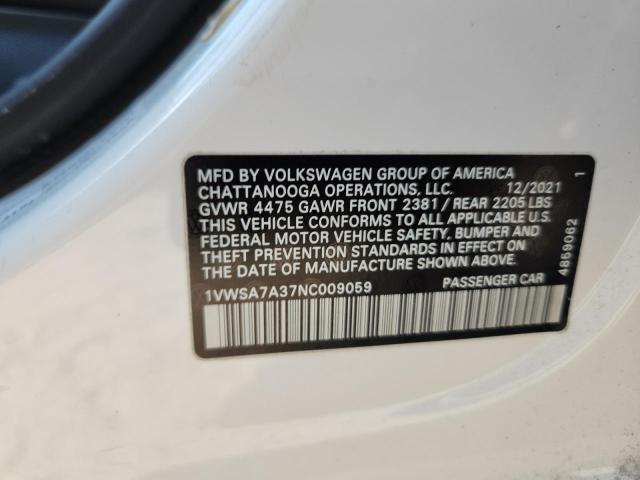 MFD BY VOLKSWAGEN GROUP OF AMERICA
CHATTANOOGA OPERATIONS, LLC. 12/2021
GVWR 4475 GAWR FRONT 2381 / REAR 2205 LBS
THIS VEHICLE CONFORMS TO ALL APPLICABLE U.S.
FEDERAL MOTOR VEHICLE SAFETY, BUMPER AND
THEFT PREVENTION STANDARDS IN EFFECT ON
THE DATE OF MANUFACTURE SHOWN ABOVE.
1VWSA7A37NC009059 PASSENGER CAR
4859062 1